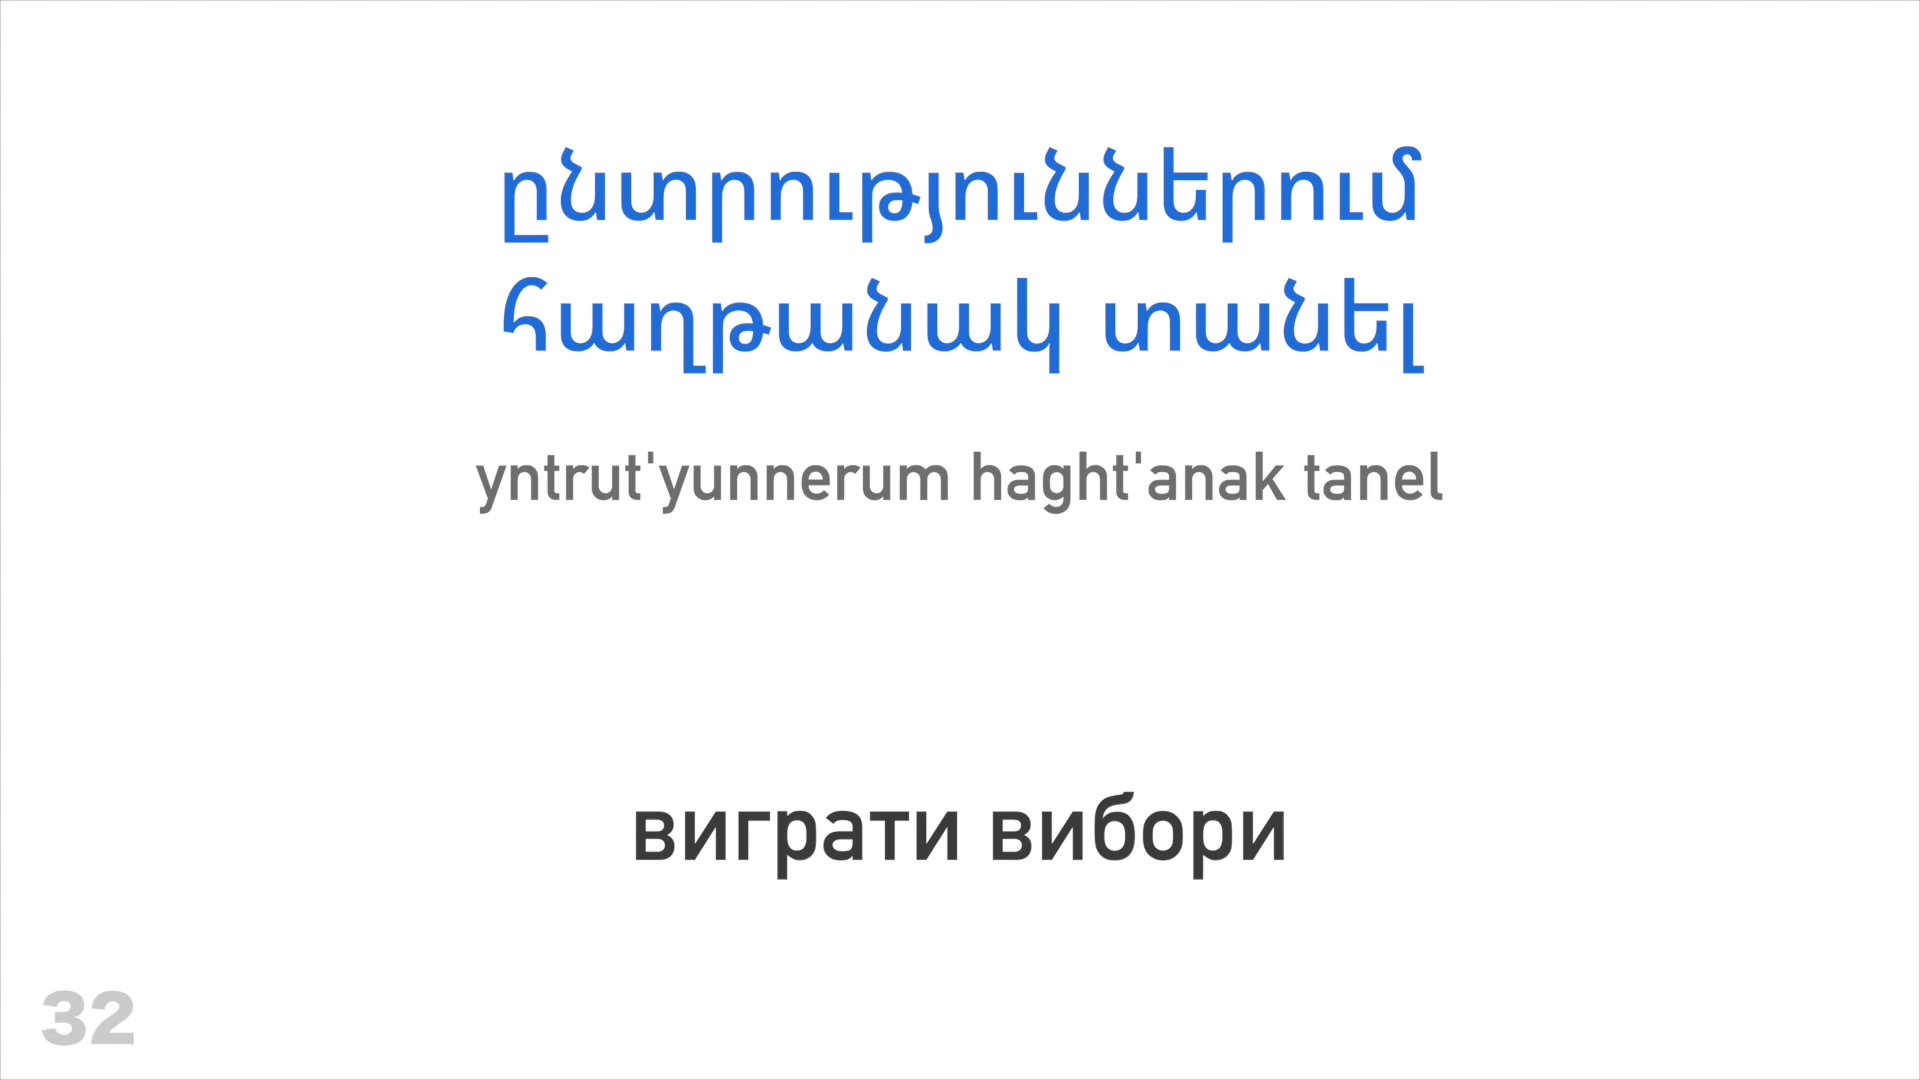 ընտրություններում
հաղթանակ տանել
yntrut'yunnerum haght'anak tanel
виграти вибори
32